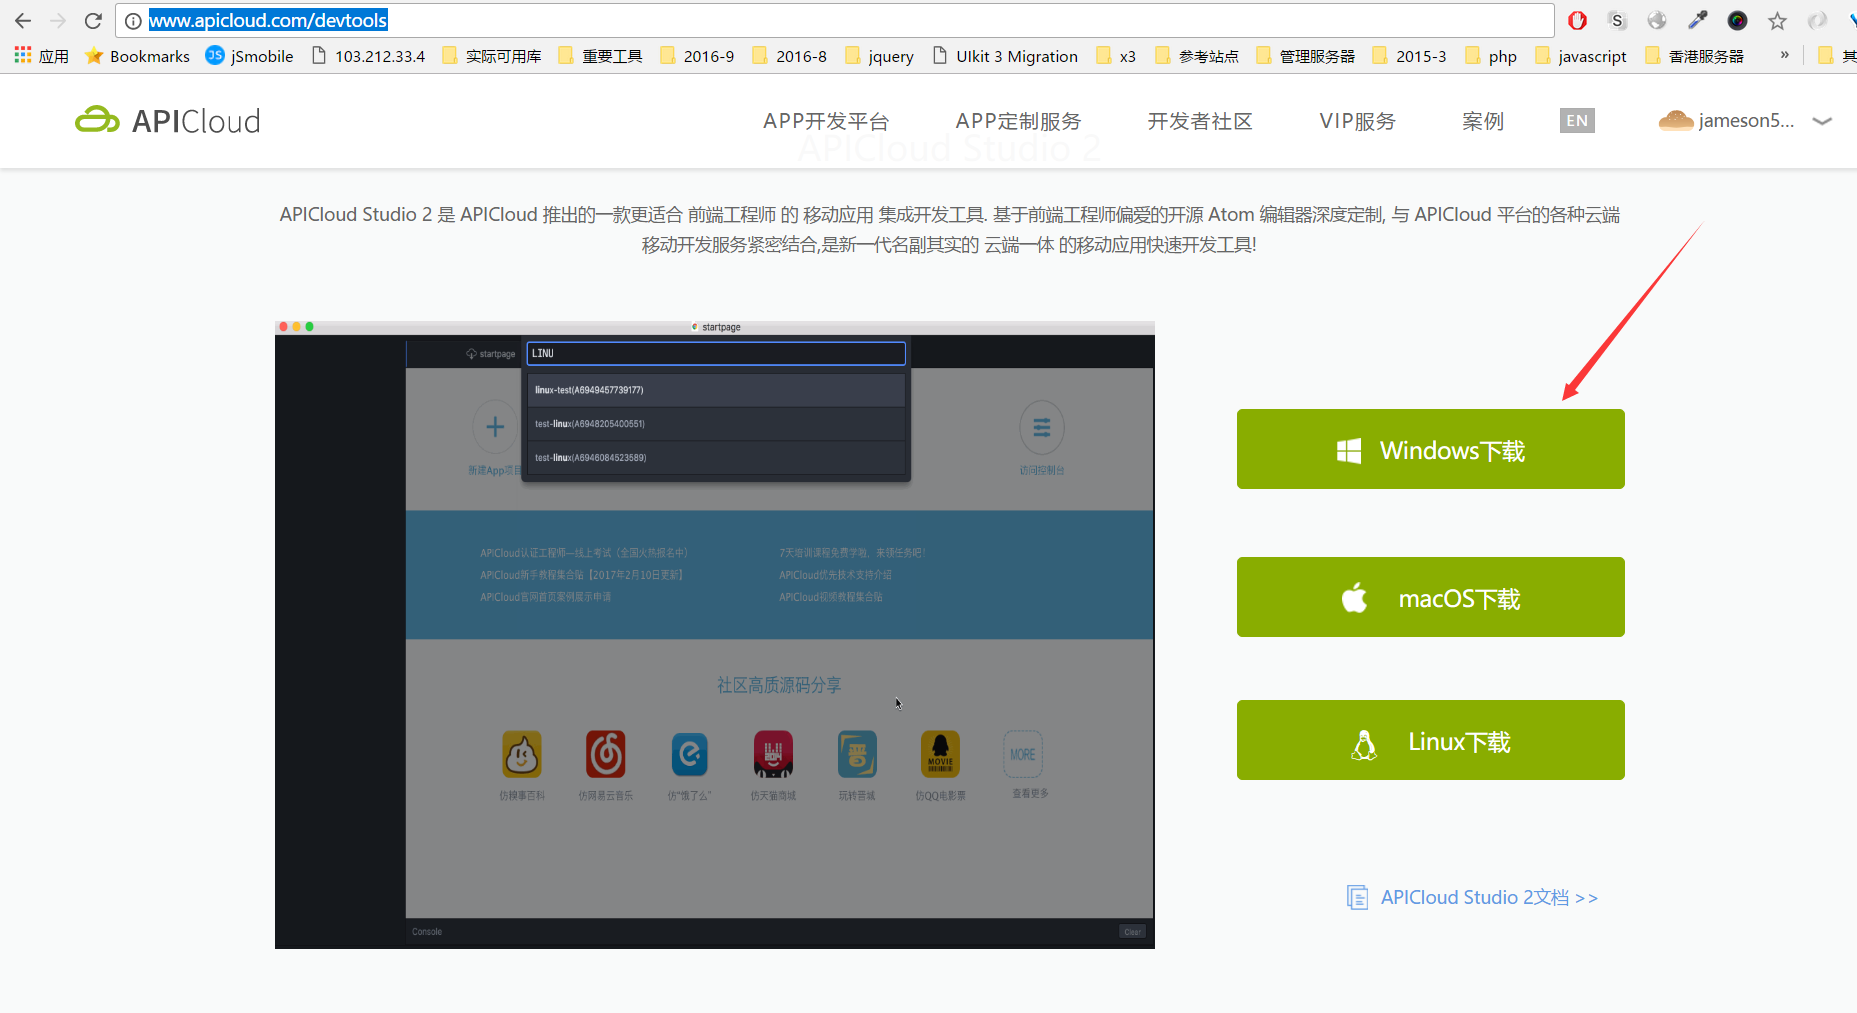 www.apicloud.com/devtools
应用 Bookmarks JS jSmobile 103.212.33.4 实际可用库 重要工具 2016-9 2016-8 jquery UIkit 3 Migration x3 参考站点 管理服务器 2015-3 php javascript 香港服务器 »
APICloud APP开发平台 APP定制服务 开发者社区 VIP服务 案例 EN jameson5...
APICloud Studio 2
APICloud Studio 2 是 APICloud 推出的一款更适合 前端工程师 的 移动应用 集成开发工具. 基于前端工程师偏爱的开源 Atom 编辑器深度定制, 与 APICloud 平台的各种云端
移动开发服务紧密结合,是新一代名副其实的 云端一体 的移动应用快速开发工具!
startpage
startpage LINU
linux-test(A6949457739177)
test-linux(A6948205400551)
test-linux(A6946084523589)
新建App项目 访问控制台
APICloud认证工程师—线上考试（全国火热报名中） 7天培训课程免费学啦，来领任务吧!
APICloud新手教程集合贴【2017年2月10日更新】 APICloud优先技术支持介绍
APICloud官网首页案例展示申请 APICloud视频教程集合贴
社区高质源码分享
MOVIE MORE
仿糗事百科 仿网易云音乐 仿“饿了么” 仿天猫商城 玩转晋城 仿QQ电影票 查看更多
Console Clear
Windows下载
macOS下载
Linux下载
APICloud Studio 2文档 >>